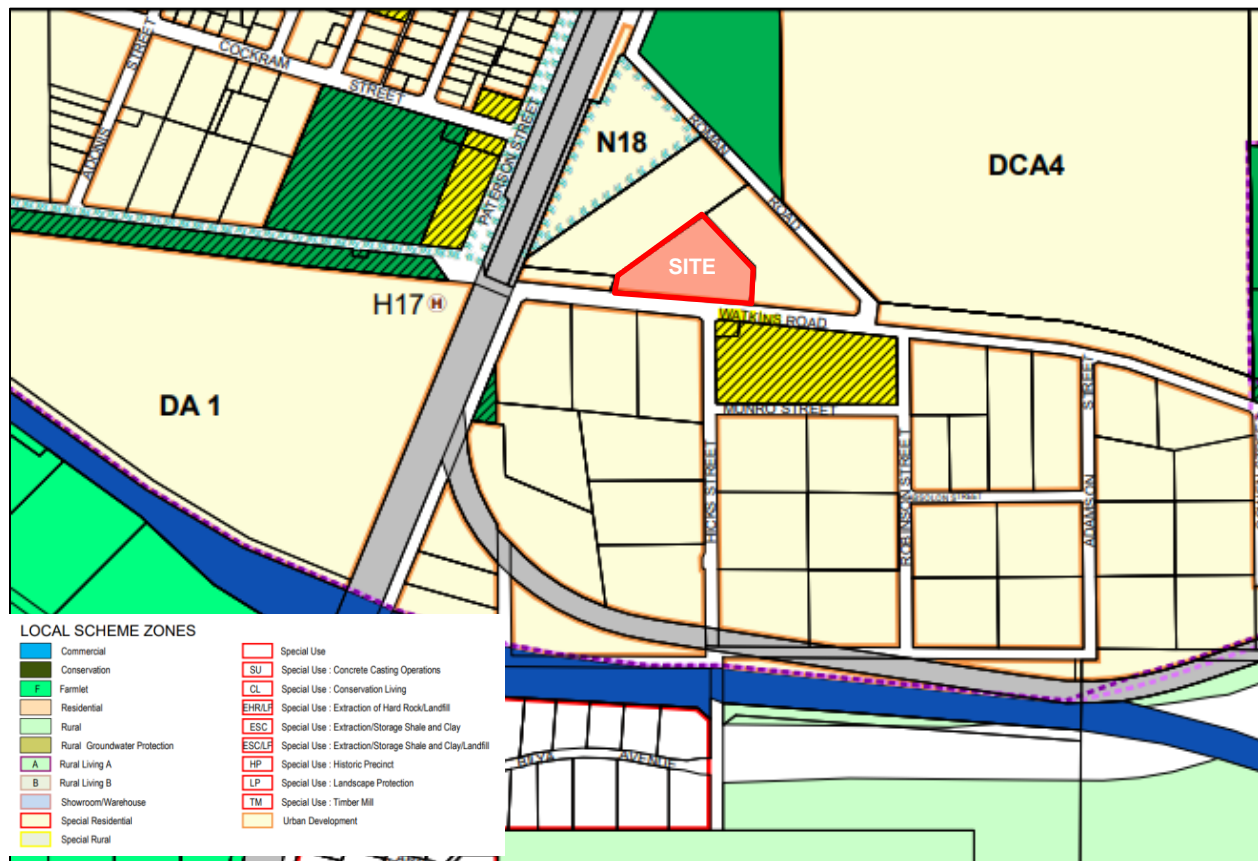 COCKRAM
STREET
STREET
ADONIS
PATERSON STREET
N18
ROMAN
ROAD
DCA4
SITE
H17 H
WATKINS ROAD
DA 1
MUNRO STREET
HICKS STREET
ROBINSON STREET
ABSOLON STREET
ADAMSON STREET
AVENUE
LOCAL SCHEME ZONES
Commercial
Conservation
F Farmlet
Residential
Rural
Rural Groundwater Protection
A Rural Living A
B Rural Living B
Showroom/Warehouse
Special Residential
Special Rural
Special Use
SU Special Use : Concrete Casting Operations
CL Special Use : Conservation Living
EHR/LF Special Use : Extraction of Hard Rock/Landfill
ESC Special Use : Extraction/Storage Shale and Clay
ESC/LF Special Use : Extraction/Storage Shale and Clay/Landfill
HP Special Use : Historic Precinct
LP Special Use : Landscape Protection
TM Special Use : Timber Mill
Urban Development